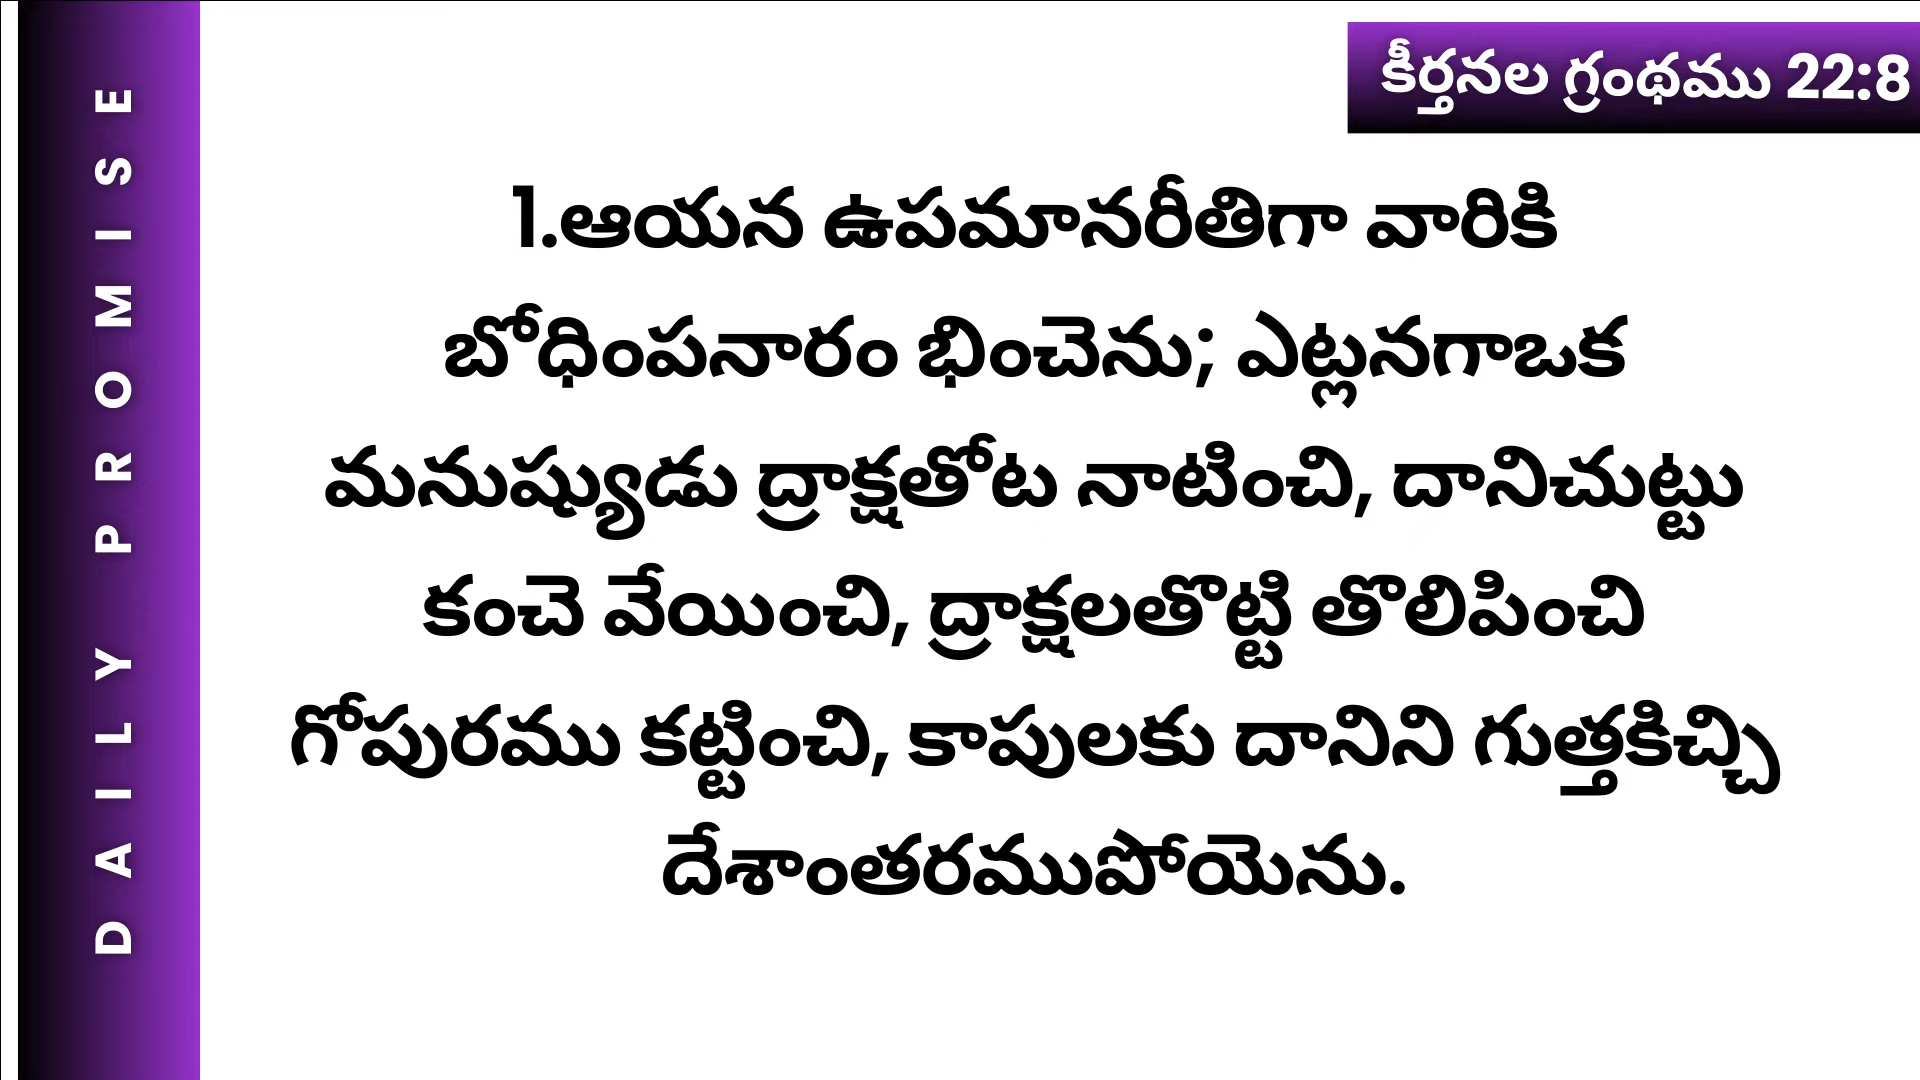 DAILY PROMISE
కీర్తనల గ్రంథము 22:8
1.ఆయన ఉపమానరీతిగా వారికి
బోధింపనారం భించెను; ఎట్లనగాఒక
మనుష్యుడు ద్రాక్షతోట నాటించి, దానిచుట్టు
కంచె వేయించి, ద్రాక్షలతొట్టి తొలిపించి
గోపురము కట్టించి, కాపులకు దానిని గుత్తకిచ్చి
దేశాంతరముపోయెను.